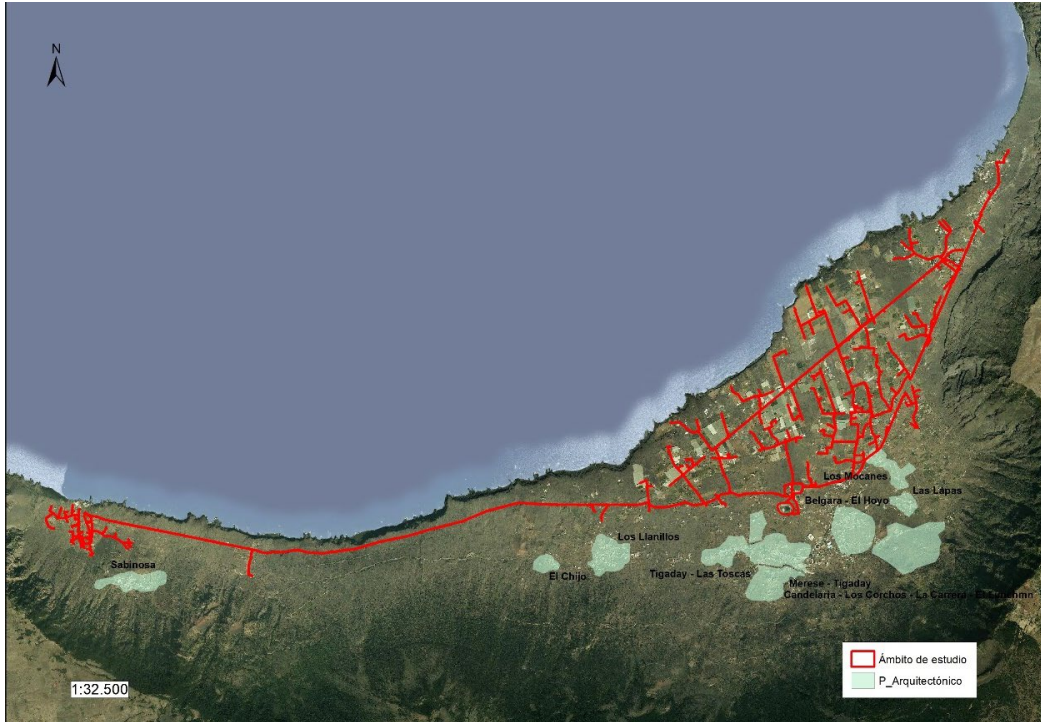 N
Los Mocanes
Las Lapas
Belgara - El Hoyo
Los Llanillos
Sabinosa
El Chijo
Tigaday - Las Toscas
Merese - Tigaday
Candelaria - Los Corchos - La Carrera -
Ámbito de estudio
P_Arquitectónico
1:32.500